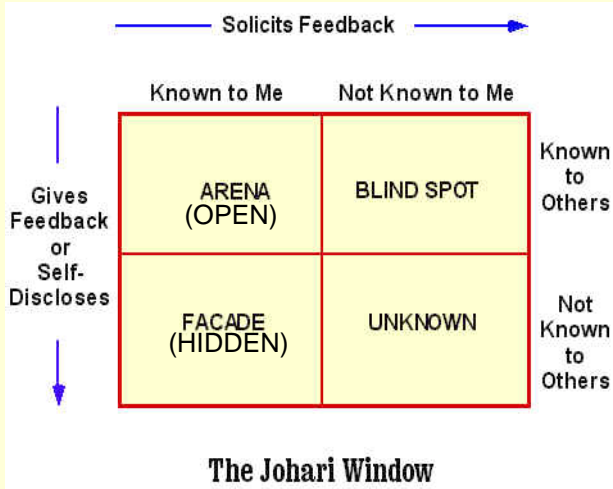 Solicits Feedback
Known to Me
Not Known to Me
Gives
Feedback
or
Self-
Discloses
ARENA
(OPEN)
BLIND SPOT
Known
to
Others
FACADE
(HIDDEN)
UNKNOWN
Not
Known
to
Others
The Johari Window